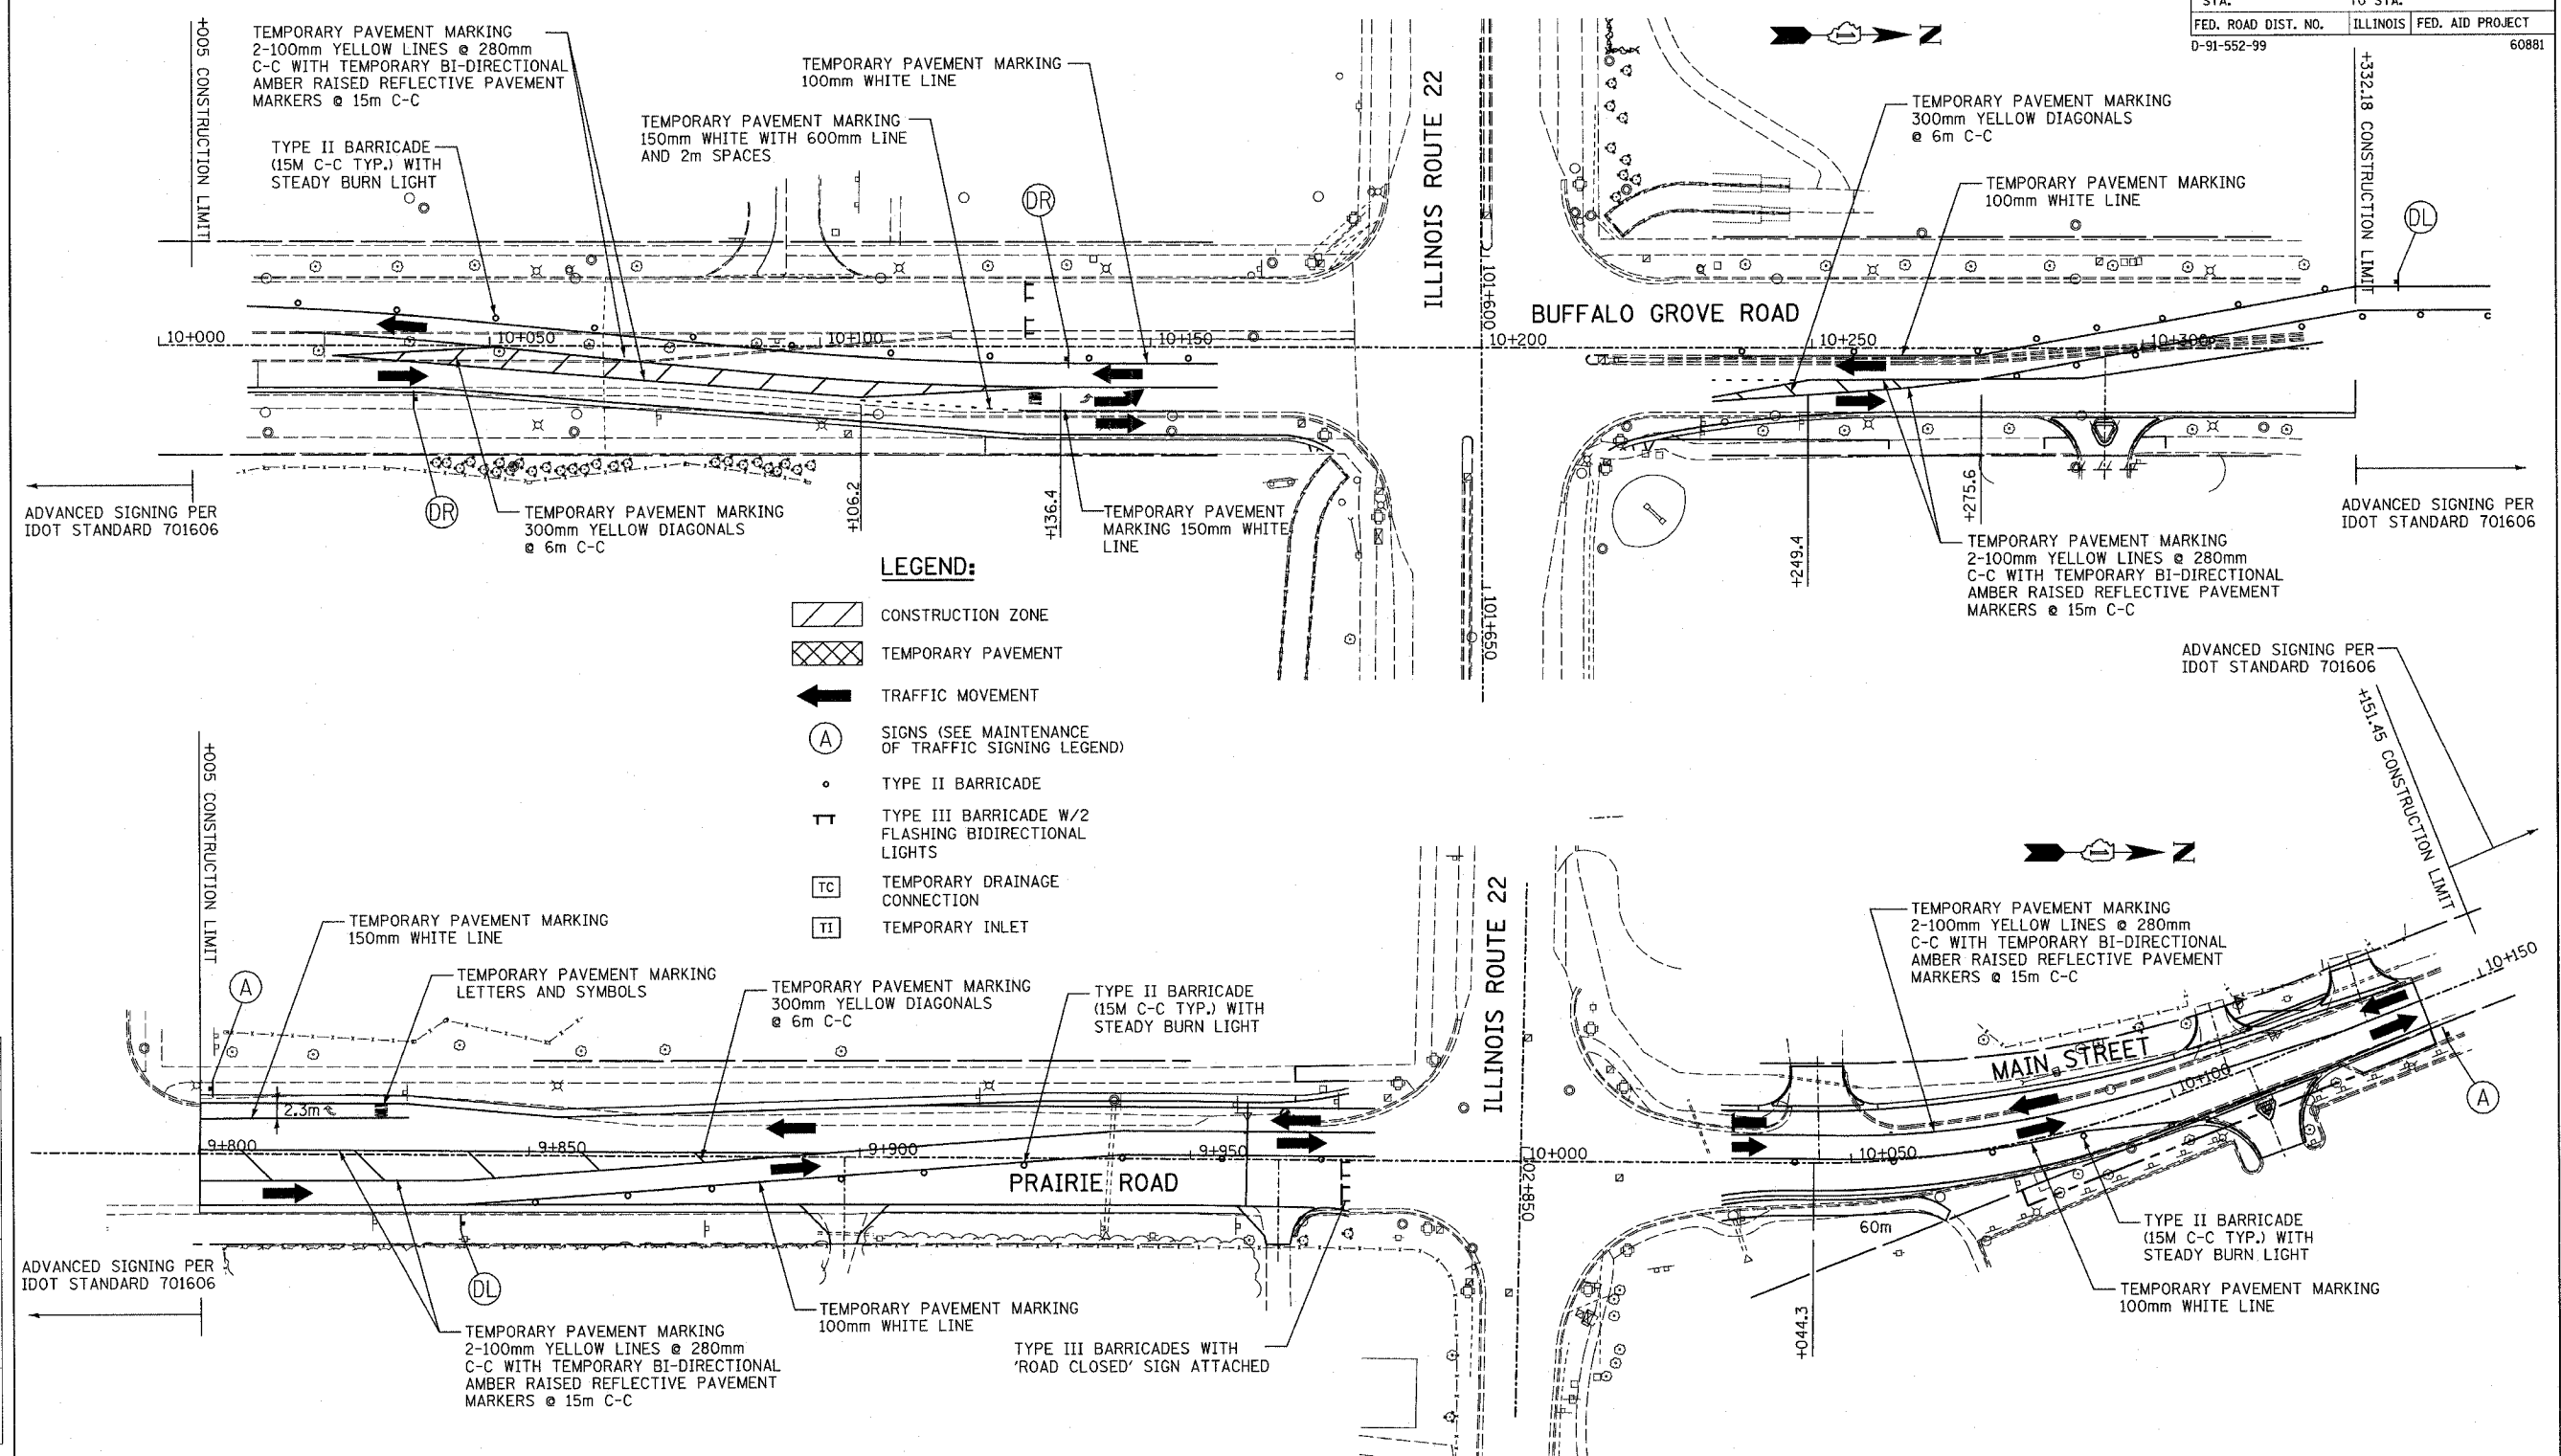 STA.
TO STA.
FED. ROAD DIST. NO.
ILLINOIS
FED. AID PROJECT
D-91-552-99
60881
+005 CONSTRUCTION LIMIT
TEMPORARY PAVEMENT MARKING
2-100mm YELLOW LINES @ 280mm
C-C WITH TEMPORARY BI-DIRECTIONAL
AMBER RAISED REFLECTIVE PAVEMENT
MARKERS @ 15m C-C
TYPE II BARRICADE
(15M C-C TYP.) WITH
STEADY BURN LIGHT
TEMPORARY PAVEMENT MARKING
100mm WHITE LINE
TEMPORARY PAVEMENT MARKING
150mm WHITE WITH 600mm LINE
AND 2m SPACES
DR
ILLINOIS ROUTE 22
N
TEMPORARY PAVEMENT MARKING
300mm YELLOW DIAGONALS
@ 6m C-C
TEMPORARY PAVEMENT MARKING
100mm WHITE LINE
+332.18 CONSTRUCTION LIMIT
DL
101+600
BUFFALO GROVE ROAD
10+000
10+050
10+100
10+150
10+200
10+250
10+300
ADVANCED SIGNING PER
IDOT STANDARD 701606
DR
TEMPORARY PAVEMENT MARKING
300mm YELLOW DIAGONALS
@ 6m C-C
+106.2
+136.4
TEMPORARY PAVEMENT
MARKING 150mm WHITE
LINE
+249.4
+275.6
TEMPORARY PAVEMENT MARKING
2-100mm YELLOW LINES @ 280mm
C-C WITH TEMPORARY BI-DIRECTIONAL
AMBER RAISED REFLECTIVE PAVEMENT
MARKERS @ 15m C-C
ADVANCED SIGNING PER
IDOT STANDARD 701606
101+650
LEGEND:
CONSTRUCTION ZONE
TEMPORARY PAVEMENT
TRAFFIC MOVEMENT
A
SIGNS (SEE MAINTENANCE
OF TRAFFIC SIGNING LEGEND)
TYPE II BARRICADE
TYPE III BARRICADE W/2
FLASHING BIDIRECTIONAL
LIGHTS
TC
TEMPORARY DRAINAGE
CONNECTION
TI
TEMPORARY INLET
ADVANCED SIGNING PER
IDOT STANDARD 701606
+151.45 CONSTRUCTION LIMIT
+005 CONSTRUCTION LIMIT
A
TEMPORARY PAVEMENT MARKING
150mm WHITE LINE
TEMPORARY PAVEMENT MARKING
LETTERS AND SYMBOLS
TEMPORARY PAVEMENT MARKING
300mm YELLOW DIAGONALS
@ 6m C-C
TYPE II BARRICADE
(15M C-C TYP.) WITH
STEADY BURN LIGHT
ILLINOIS ROUTE 22
N
TEMPORARY PAVEMENT MARKING
2-100mm YELLOW LINES @ 280mm
C-C WITH TEMPORARY BI-DIRECTIONAL
AMBER RAISED REFLECTIVE PAVEMENT
MARKERS @ 15m C-C
10+150
MAIN STREET
10+100
A
2.3m
9+800
9+850
9+900
9+950
10+000
10+050
PRAIRIE ROAD
102+850
60m
+044.3
TYPE II BARRICADE
(15M C-C TYP.) WITH
STEADY BURN LIGHT
TEMPORARY PAVEMENT MARKING
100mm WHITE LINE
ADVANCED SIGNING PER
IDOT STANDARD 701606
DL
TEMPORARY PAVEMENT MARKING
2-100mm YELLOW LINES @ 280mm
C-C WITH TEMPORARY BI-DIRECTIONAL
AMBER RAISED REFLECTIVE PAVEMENT
MARKERS @ 15m C-C
TEMPORARY PAVEMENT MARKING
100mm WHITE LINE
TYPE III BARRICADES WITH
'ROAD CLOSED' SIGN ATTACHED